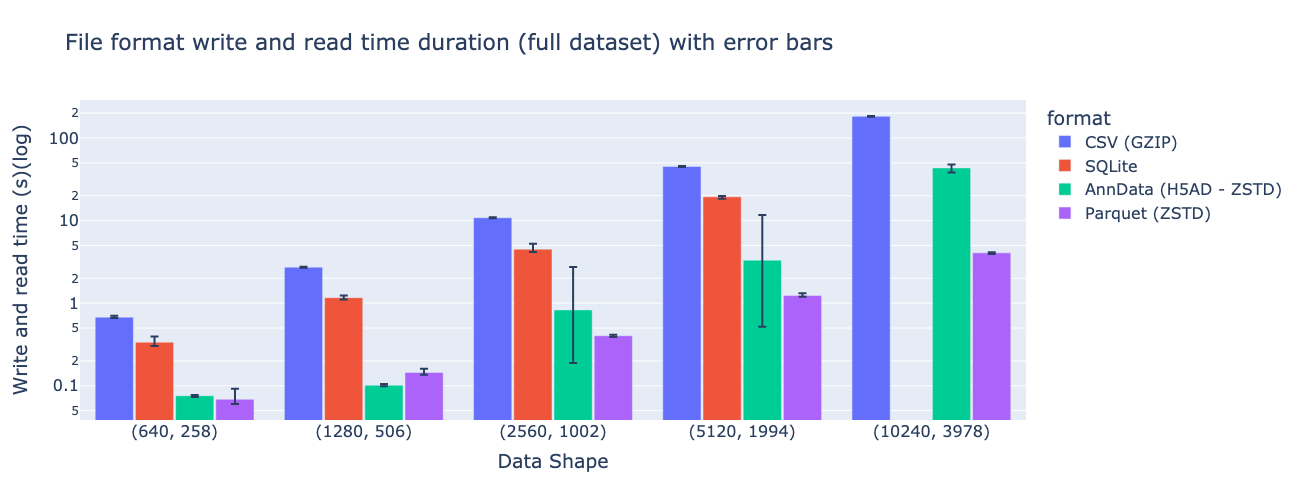 File format write and read time duration (full dataset) with error bars
Write and read time (s)(log)
2
100
5
2
10
5
2
1
5
2
0.1
5
(640, 258)
(1280, 506)
(2560, 1002)
(5120, 1994)
(10240, 3978)
Data Shape
format
CSV (GZIP)
SQLite
AnnData (H5AD - ZSTD)
Parquet (ZSTD)